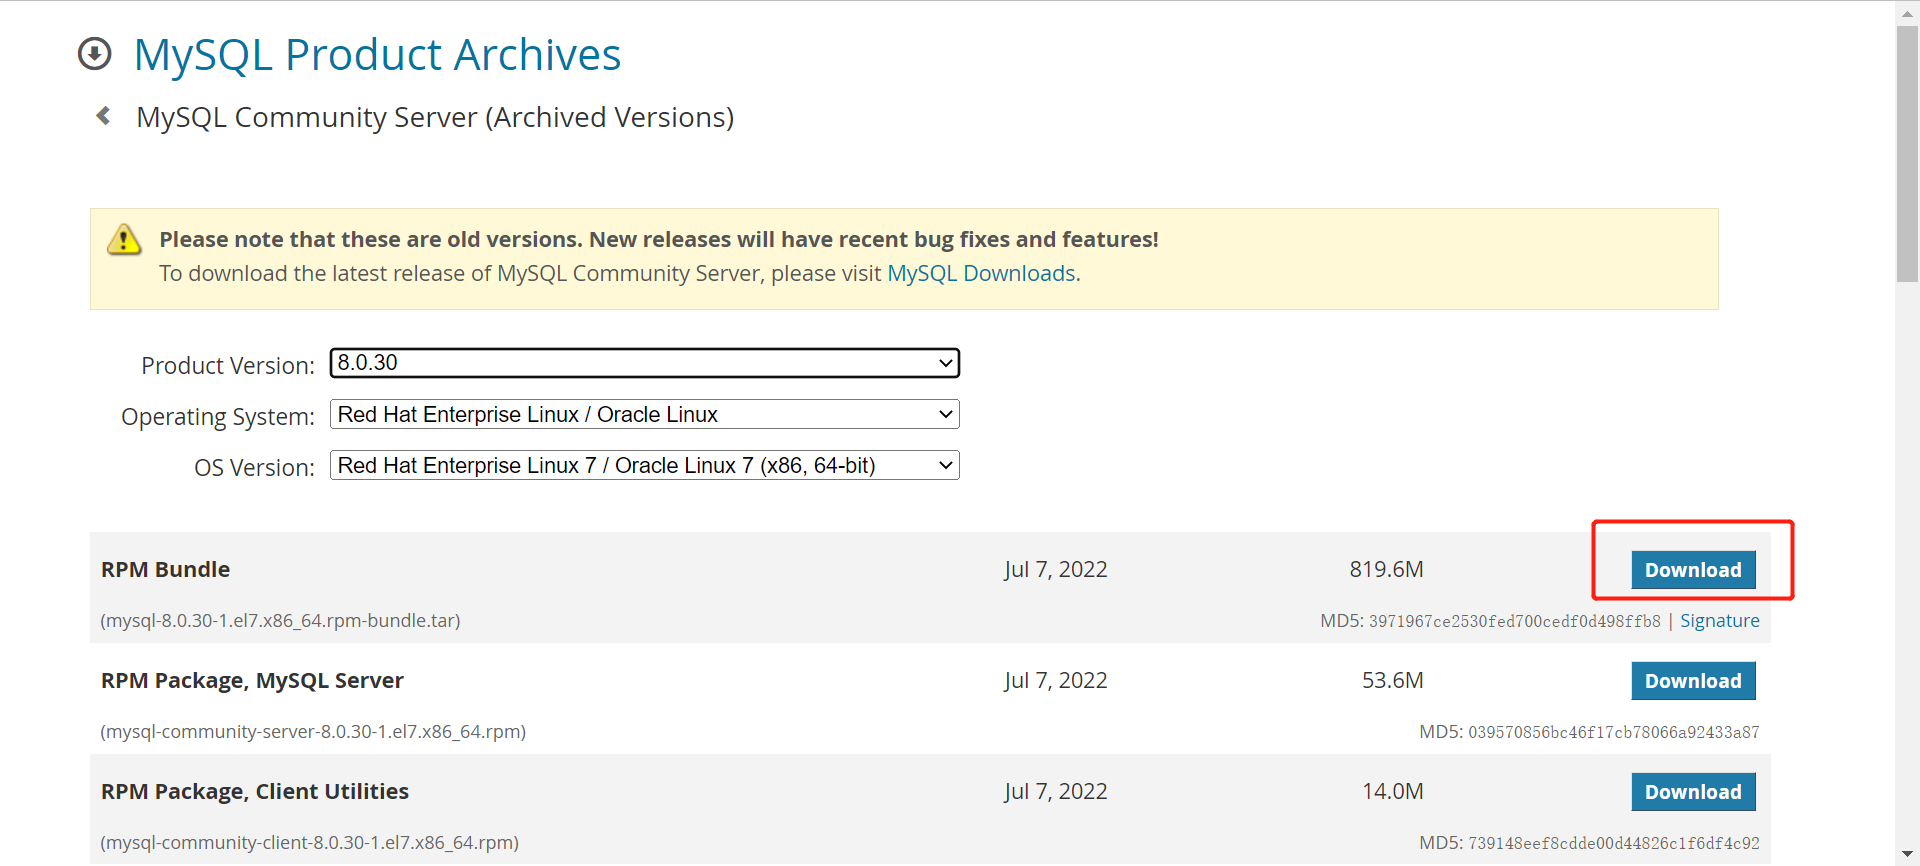 MySQL Product Archives
MySQL Community Server (Archived Versions)
Please note that these are old versions. New releases will have recent bug fixes and features!
To download the latest release of MySQL Community Server, please visit MySQL Downloads.
Product Version: 8.0.30
Operating System: Red Hat Enterprise Linux / Oracle Linux
OS Version: Red Hat Enterprise Linux 7 / Oracle Linux 7 (x86, 64-bit)
RPM Bundle Jul 7, 2022 819.6M Download
(mysql-8.0.30-1.el7.x86_64.rpm-bundle.tar) MD5: 3971967ce2530fed700cedf0d498ffb8 | Signature
RPM Package, MySQL Server Jul 7, 2022 53.6M Download
(mysql-community-server-8.0.30-1.el7.x86_64.rpm) MD5: 039570856bc46f17cb78066a92433a87
RPM Package, Client Utilities Jul 7, 2022 14.0M Download
(mysql-community-client-8.0.30-1.el7.x86_64.rpm) MD5: 739148eef8cdde00d44826c1f6df4c92